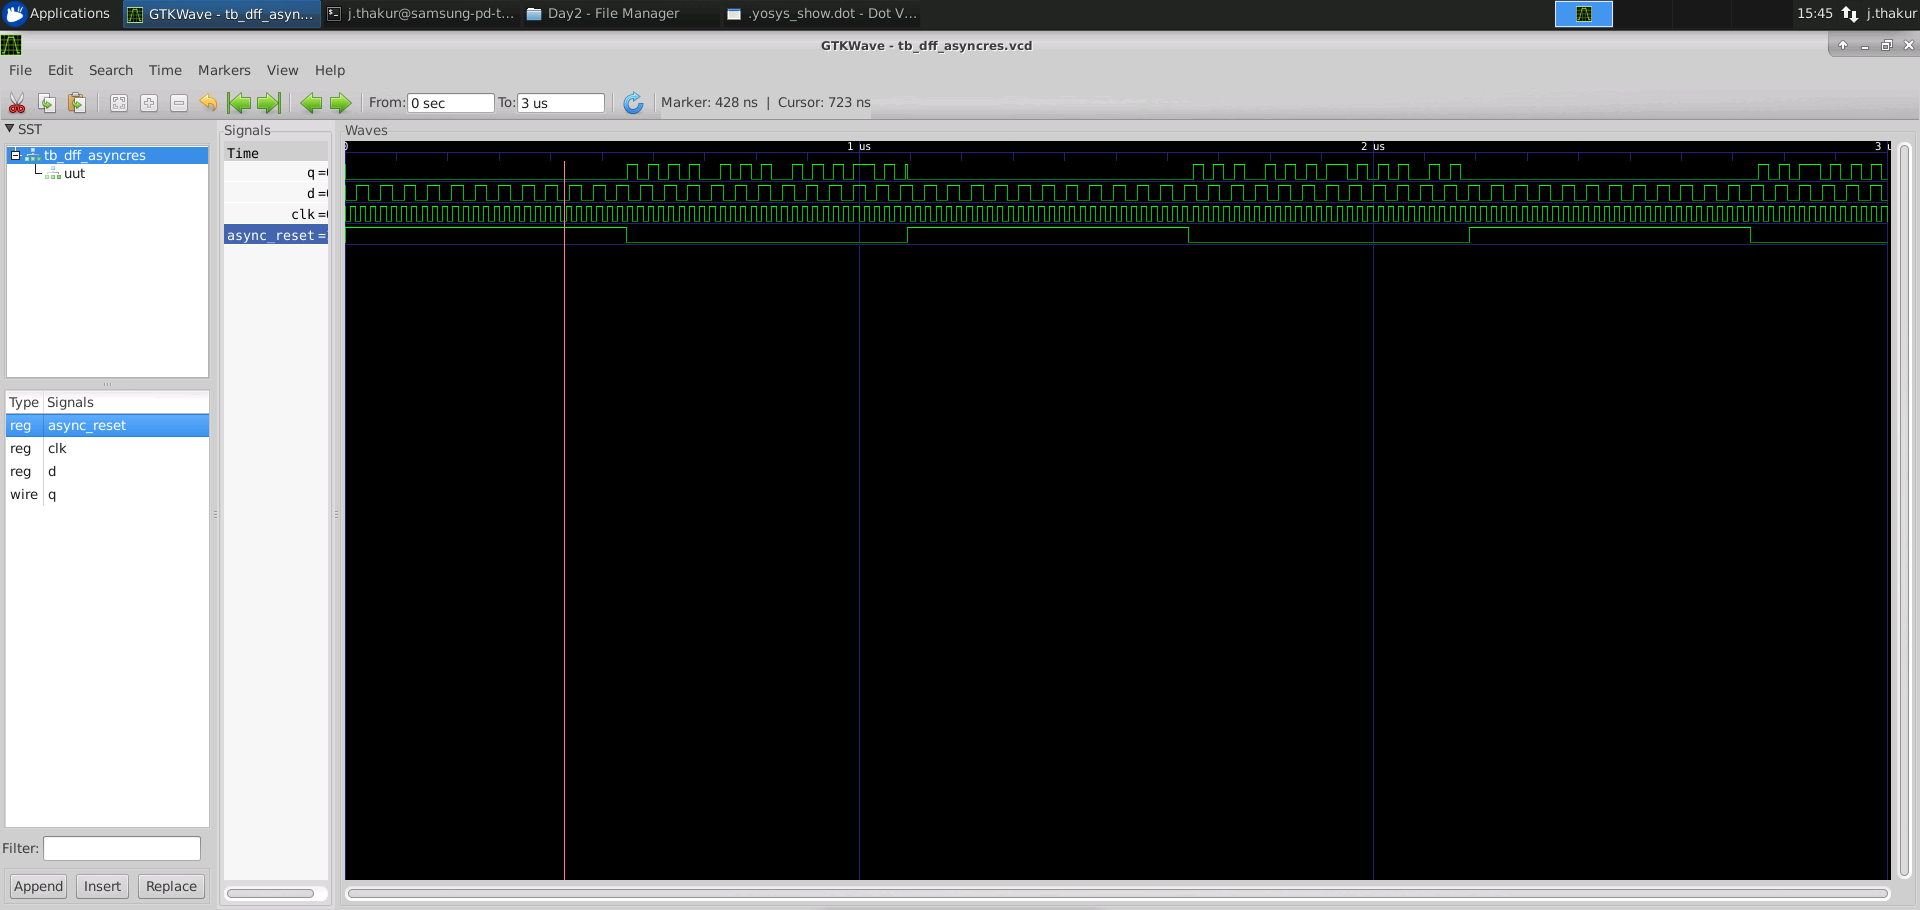 Applications GTKWave - tb_dff_asyn... j.thakur@samsung-pd-t... Day2 - File Manager .yosys_show.dot - Dot V... 15:45 j.thakur
GTKWave - tb_dff_asyncres.vcd
File Edit Search Time Markers View Help
From: 0 sec To: 3 us Marker: 428 ns | Cursor: 723 ns
SST
tb_dff_asyncres
uut
Type Signals
reg async_reset
reg clk
reg d
wire q
Filter:
Append Insert Replace
Signals
Time
q =
d =
clk =
async_reset =
Waves
0 1 us 2 us 3 u